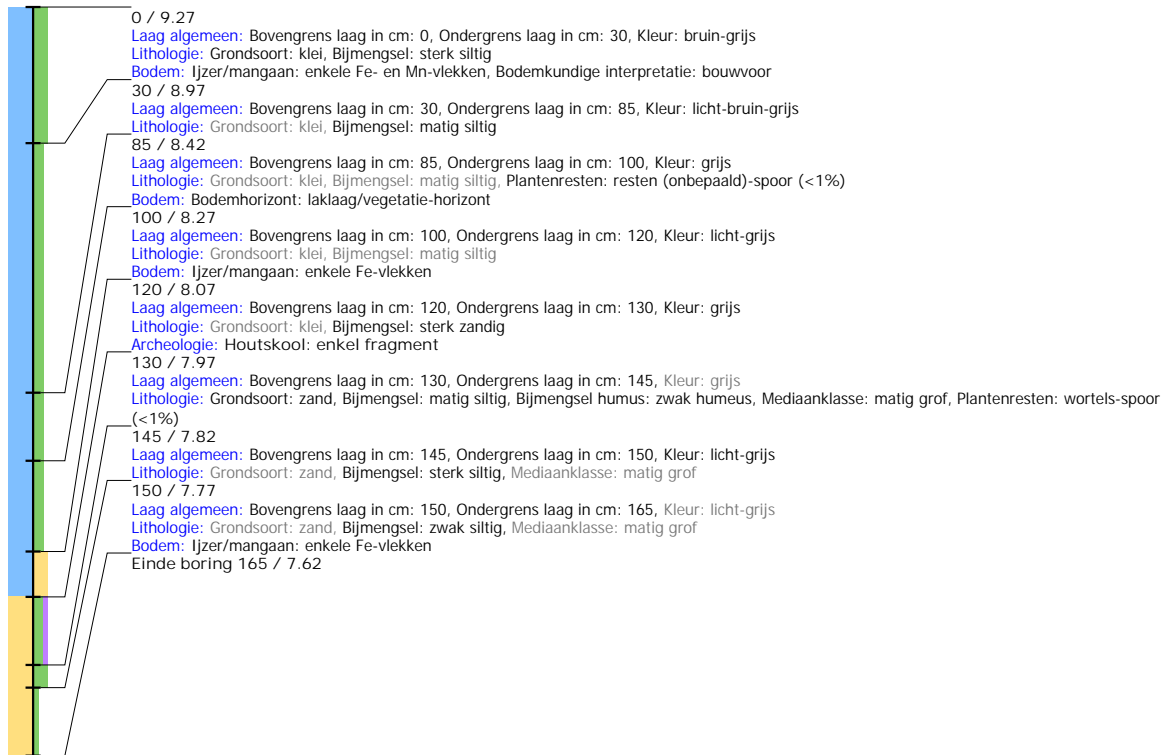 0 / 9.27
Laag algemeen: Bovengrens laag in cm: 0, Ondergrens laag in cm: 30, Kleur: bruin-grijs
Lithologie: Grondsoort: klei, Bijmengsel: sterk siltig
Bodem: Ijzer/mangaan: enkele Fe- en Mn-vlekken, Bodemkundige interpretatie: bouwvoor
30 / 8.97
Laag algemeen: Bovengrens laag in cm: 30, Ondergrens laag in cm: 85, Kleur: licht-bruin-grijs
Lithologie: Grondsoort: klei, Bijmengsel: matig siltig
85 / 8.42
Laag algemeen: Bovengrens laag in cm: 85, Ondergrens laag in cm: 100, Kleur: grijs
Lithologie: Grondsoort: klei, Bijmengsel: matig siltig, Plantenresten: resten (onbepaald)-spoor (<1%)
Bodem: Bodemhorizont: laklaag/vegetatie-horizont
100 / 8.27
Laag algemeen: Bovengrens laag in cm: 100, Ondergrens laag in cm: 120, Kleur: licht-grijs
Lithologie: Grondsoort: klei, Bijmengsel: matig siltig
Bodem: Ijzer/mangaan: enkele Fe-vlekken
120 / 8.07
Laag algemeen: Bovengrens laag in cm: 120, Ondergrens laag in cm: 130, Kleur: grijs
Lithologie: Grondsoort: klei, Bijmengsel: sterk zandig
Archeologie: Houtskool: enkel fragment
130 / 7.97
Laag algemeen: Bovengrens laag in cm: 130, Ondergrens laag in cm: 145, Kleur: grijs
Lithologie: Grondsoort: zand, Bijmengsel: matig siltig, Bijmengsel humus: zwak humeus, Mediaanklasse: matig grof, Plantenresten: wortels-spoor
(<1%)
145 / 7.82
Laag algemeen: Bovengrens laag in cm: 145, Ondergrens laag in cm: 150, Kleur: licht-grijs
Lithologie: Grondsoort: zand, Bijmengsel: sterk siltig, Mediaanklasse: matig grof
150 / 7.77
Laag algemeen: Bovengrens laag in cm: 150, Ondergrens laag in cm: 165, Kleur: licht-grijs
Lithologie: Grondsoort: zand, Bijmengsel: zwak siltig, Mediaanklasse: matig grof
Bodem: Ijzer/mangaan: enkele Fe-vlekken
Einde boring 165 / 7.62